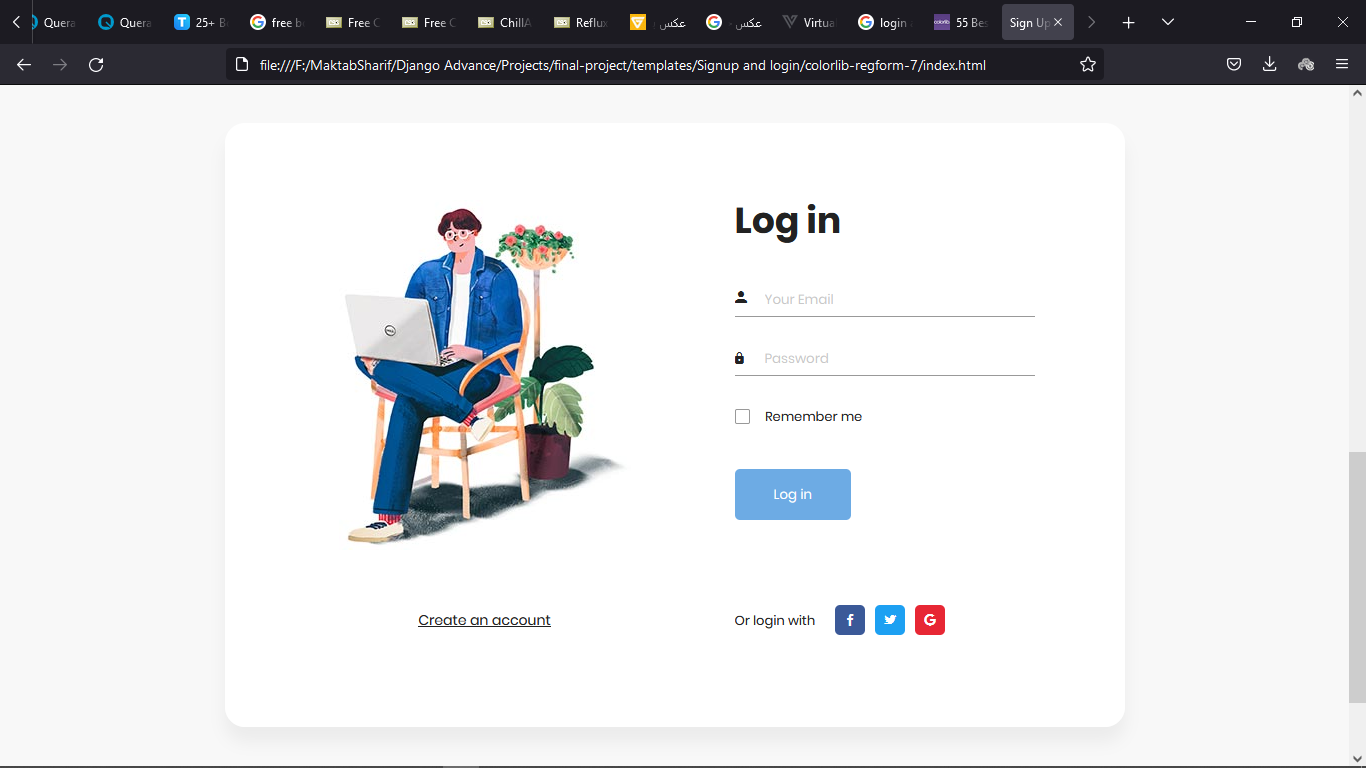 Quera
Quera
25+ B
free b
Free C
Free C
ChillA
Reflux
عکس
عکس
Virtual
login
55 Bes
Sign Up
file:///F:/MaktabSharif/Django Advance/Projects/final-project/templates/Signup and login/colorlib-regform-7/index.html
Log in
Your Email
Password
Remember me
Log in
Create an account
Or login with